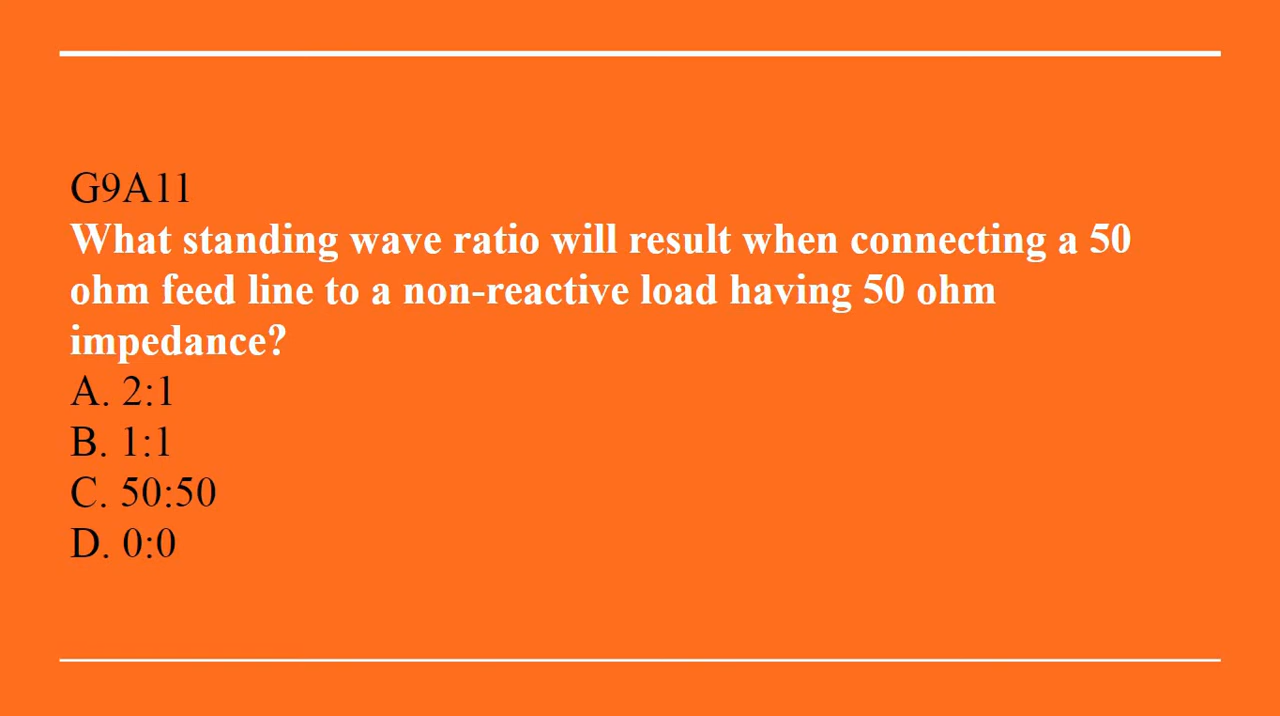 G9A11
What standing wave ratio will result when connecting a 50
ohm feed line to a non-reactive load having 50 ohm
impedance?
A. 2:1
B. 1:1
C. 50:50
D. 0:0